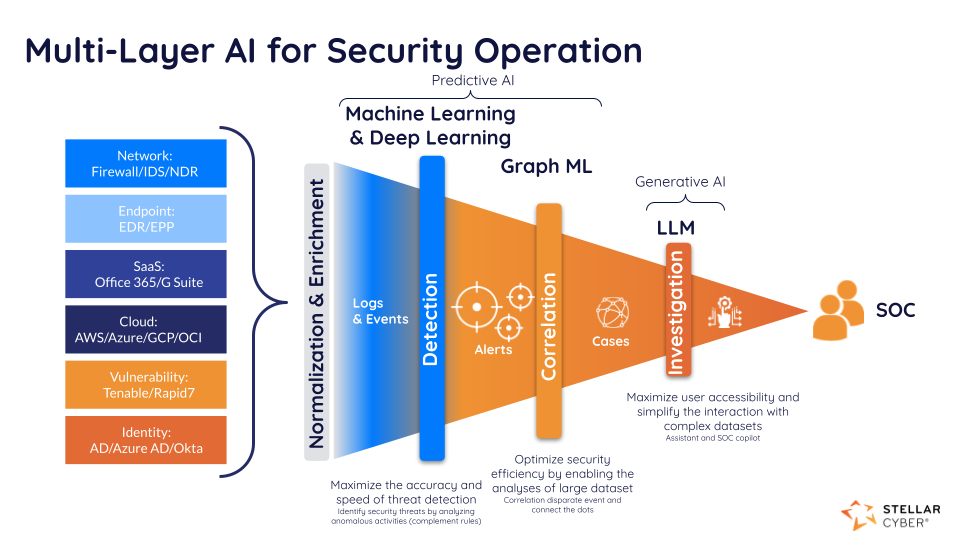 Multi-Layer AI for Security Operation
Predictive AI
Machine Learning
& Deep Learning
Graph ML
Generative AI
LLM
Network:
Firewall/IDS/NDR
Endpoint:
EDR/EPP
SaaS:
Office 365/G Suite
Cloud:
AWS/Azure/GCP/OCI
Vulnerability:
Tenable/Rapid7
Identity:
AD/Azure AD/Okta
Normalization & Enrichment
Logs
& Events
Detection
Alerts
Correlation
Cases
Investigation
SOC
Maximize the accuracy and
speed of threat detection
Identify security threats by analyzing
anomalous activities (complement rules)
Optimize security
efficiency by enabling the
analyses of large dataset
Correlation disparate event and
connect the dots
Maximize user accessibility and
simplify the interaction with
complex datasets
Assistant and SOC copilot
STELLAR
CYBER®